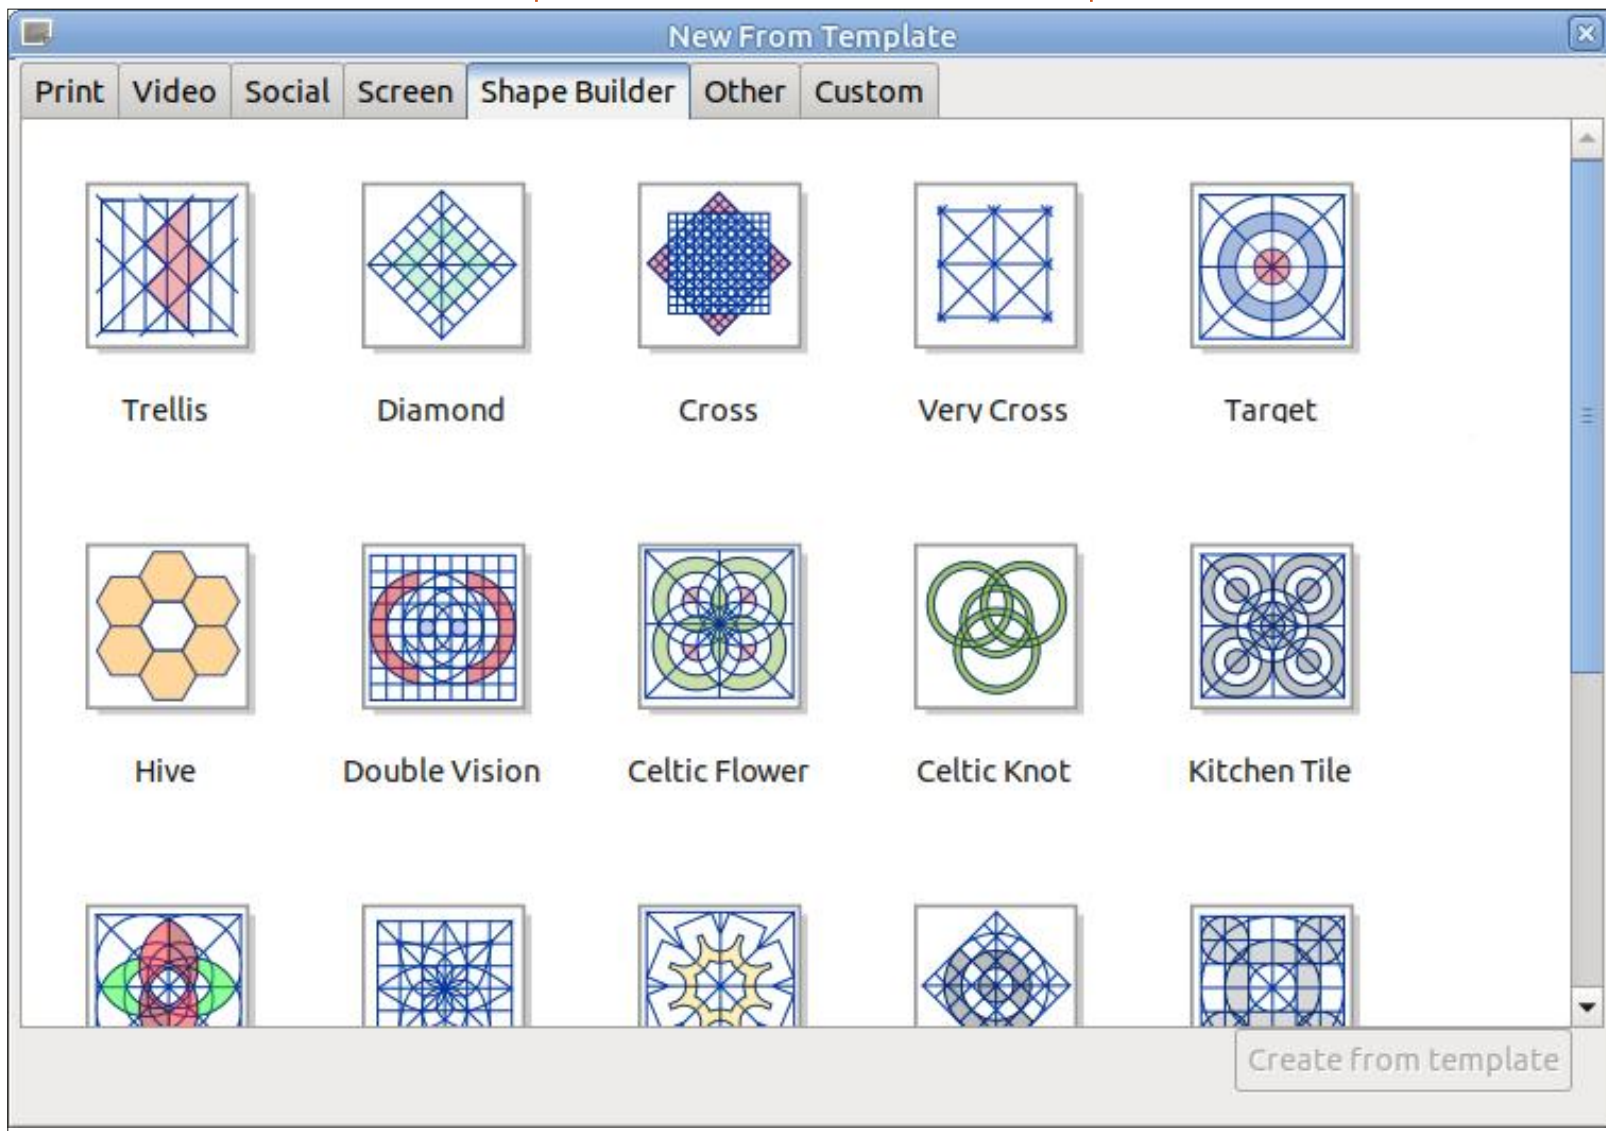 New From Template
Print Video Social Screen Shape Builder Other Custom
Trellis Diamond Cross Very Cross Target
Hive Double Vision Celtic Flower Celtic Knot Kitchen Tile
Create from template